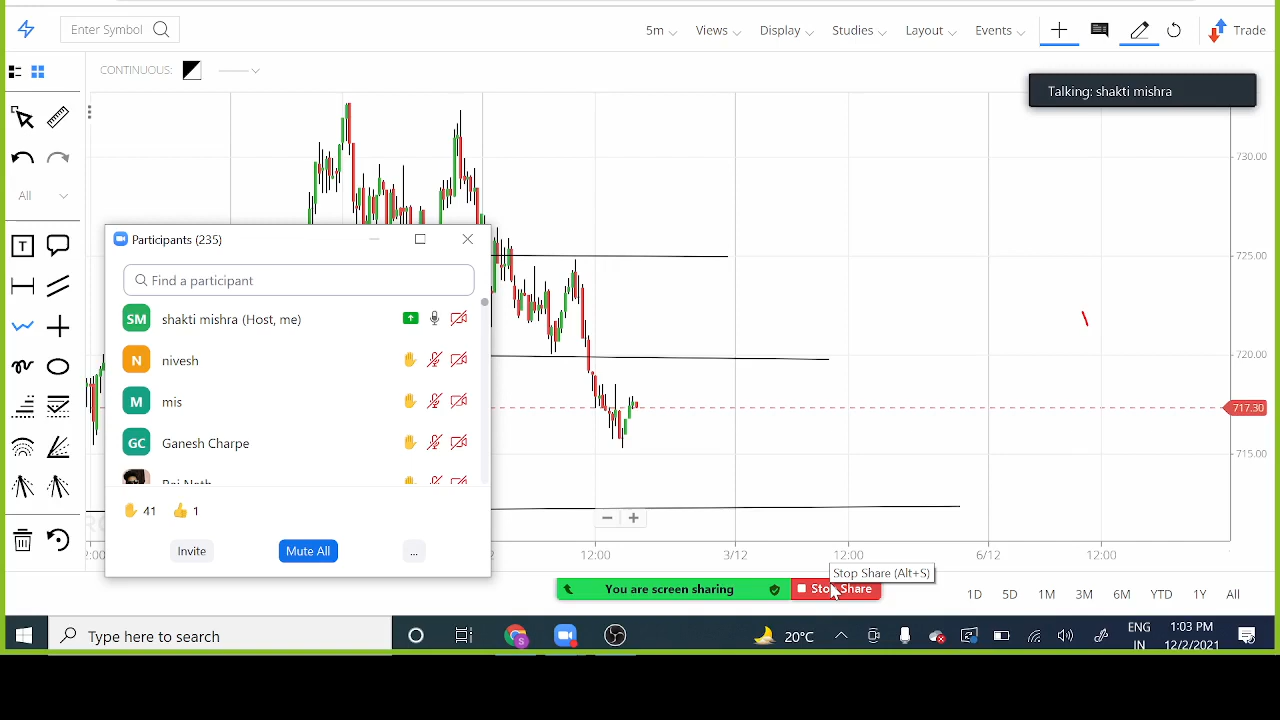 Enter Symbol
5m
Views
Display
Studies
Layout
Events
Trade
CONTINUOUS:
Talking: shakti mishra
All
T
730.00
725.00
720.00
717.30
715.00
Participants (235)
Find a participant
SM shakti mishra (Host, me)
N nivesh
M mis
GC Ganesh Charpe
41
1
Invite
Mute All
...
12:00
3/12
12:00
6/12
12:00
Stop Share (Alt+S)
You are screen sharing
Stop Share
1D 5D 1M 3M 6M YTD 1Y All
Type here to search
20°C
ENG
IN
1:03 PM
12/2/2021